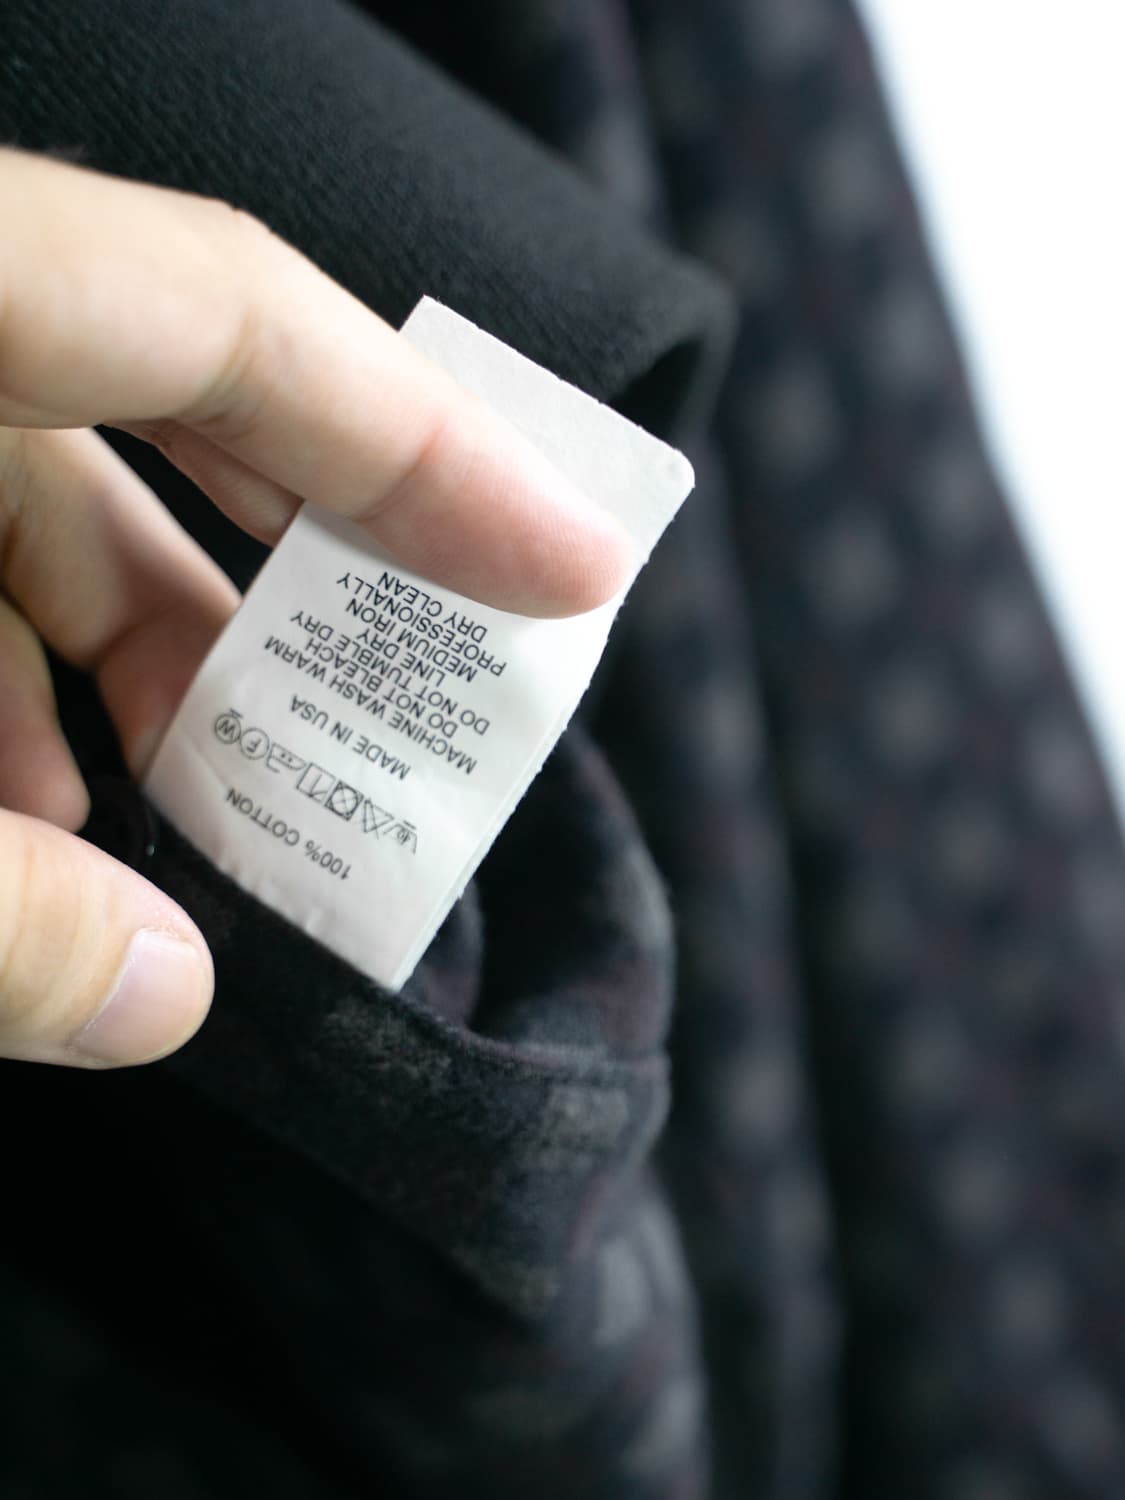 100% COTTON
40 F W
MADE IN USA
MACHINE WASH WARM
DO NOT BLEACH
DO NOT TUMBLE DRY
LINE DRY
MEDIUM IRON
PROFESSIONALLY
DRY CLEAN